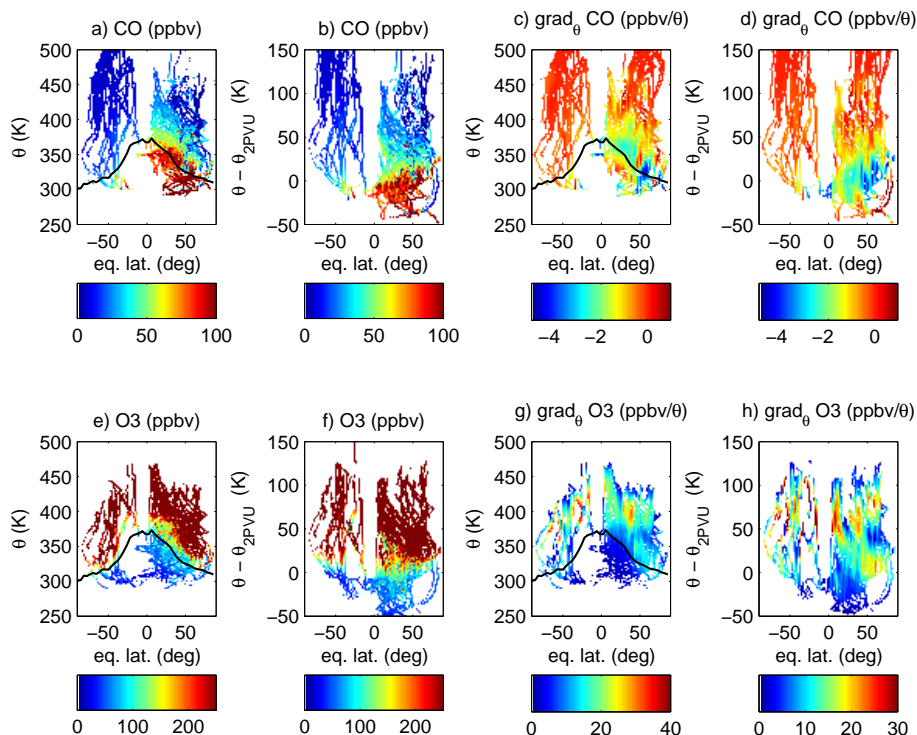 a) CO (ppbv)
b) CO (ppbv)
c) grad_θ CO (ppbv/θ)
d) grad_θ CO (ppbv/θ)
500
450
400
350
300
250
θ (K)
−50 0 50
eq. lat. (deg)
0 50 100
150
100
50
0
−50
θ − θ_2PVU (K)
−50 0 50
eq. lat. (deg)
0 50 100
500
450
400
350
300
250
θ (K)
−50 0 50
eq. lat. (deg)
−4 −2 0
150
100
50
0
−50
θ − θ_2PVU (K)
−50 0 50
eq. lat. (deg)
−4 −2 0
e) O3 (ppbv)
f) O3 (ppbv)
g) grad_θ O3 (ppbv/θ)
h) grad_θ O3 (ppbv/θ)
500
450
400
350
300
250
θ (K)
−50 0 50
eq. lat. (deg)
0 100 200
150
100
50
0
−50
θ − θ_2PVU (K)
−50 0 50
eq. lat. (deg)
0 100 200
500
450
400
350
300
250
θ (K)
−50 0 50
eq. lat. (deg)
0 20 40
150
100
50
0
−50
θ − θ_2PVU (K)
−50 0 50
eq. lat. (deg)
0 10 20 30